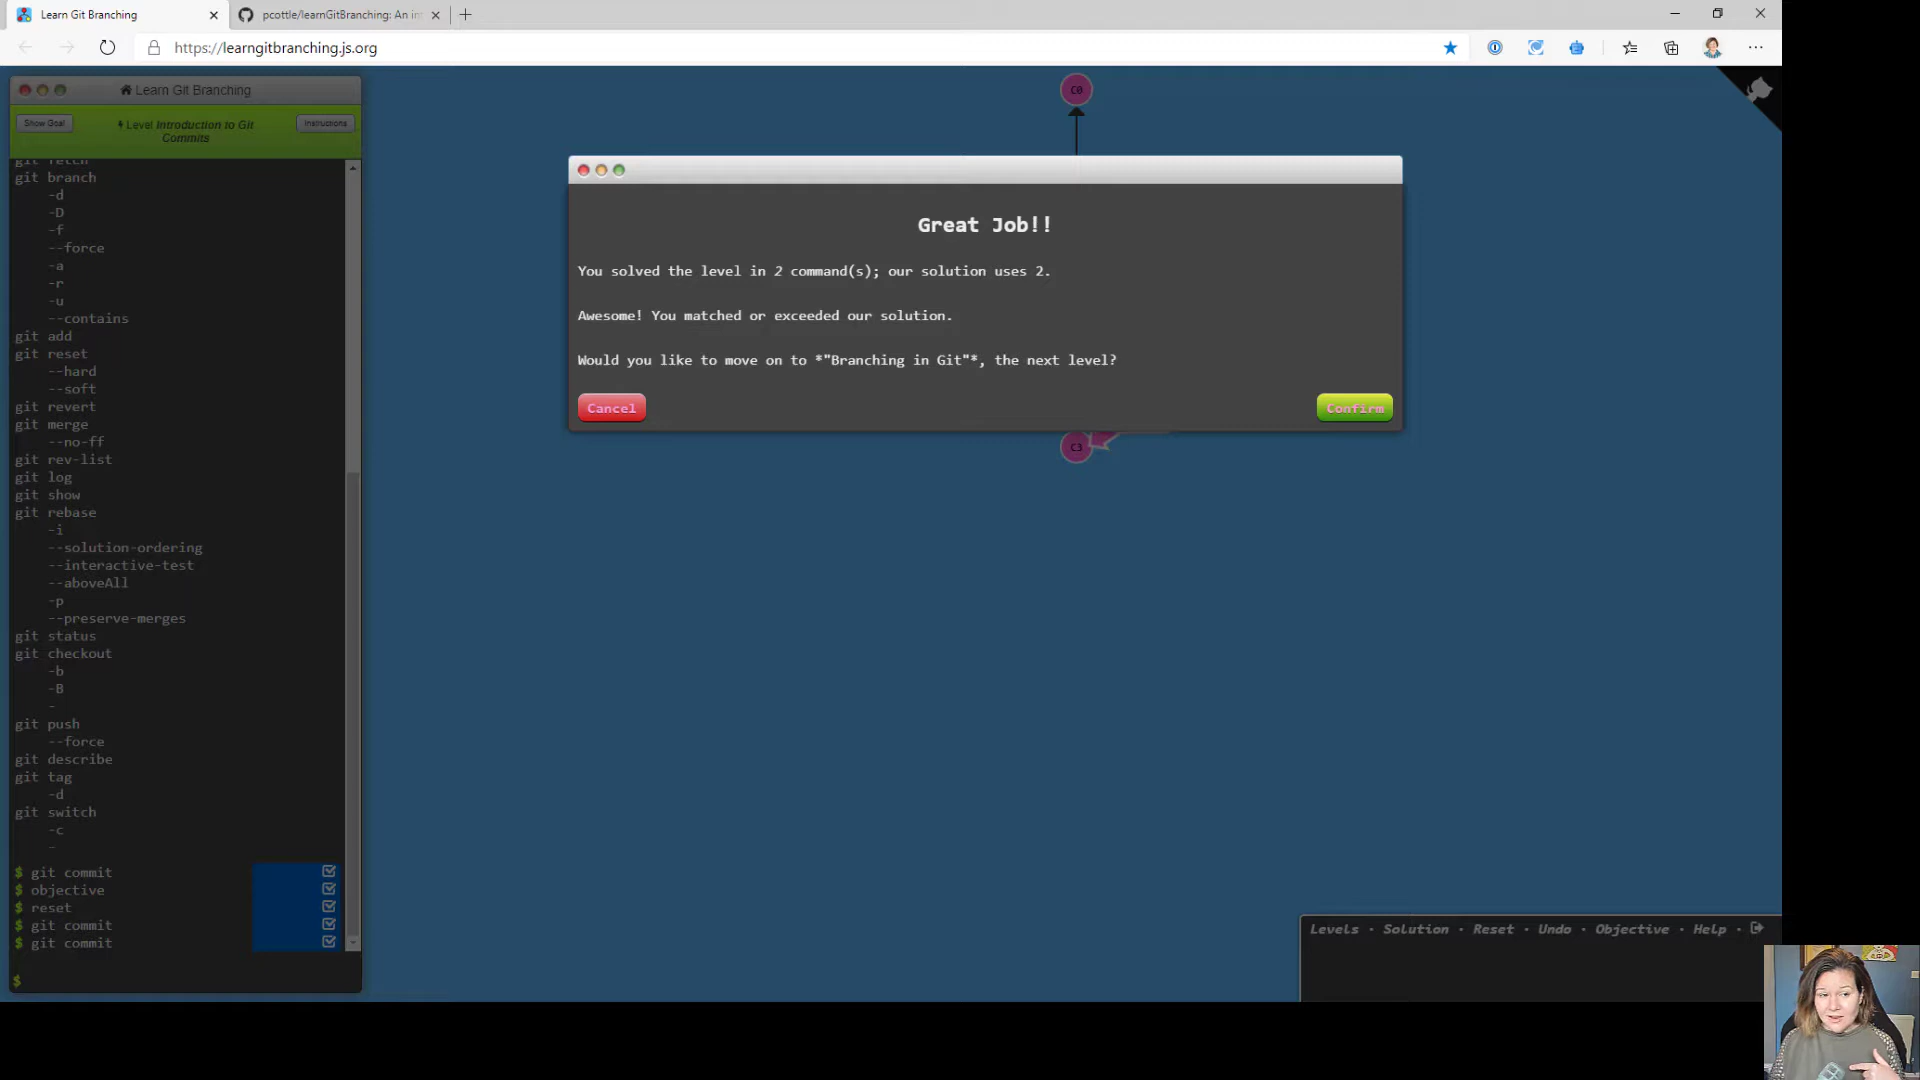 Learn Git Branching
pcottle/learnGitBranching: An in
https://learngitbranching.js.org
Learn Git Branching
Show Goal
Level Introduction to Git Commits
Instructions
git fetch
git branch
-d
-D
-f
--force
-a
-r
-u
--contains
git add
git reset
--hard
--soft
git revert
git merge
--no-ff
git rev-list
git log
git show
git rebase
-i
--solution-ordering
--interactive-test
--aboveAll
-p
--preserve-merges
git status
git checkout
-b
-B
-
git push
--force
git describe
git tag
-d
git switch
-c
-
$ git commit
$ objective
$ reset
$ git commit
$ git commit
$
C0
Great Job!!
You solved the level in 2 command(s); our solution uses 2.
Awesome! You matched or exceeded our solution.
Would you like to move on to *"Branching in Git"*, the next level?
Cancel
Confirm
C3
Levels · Solution · Reset · Undo · Objective · Help ·